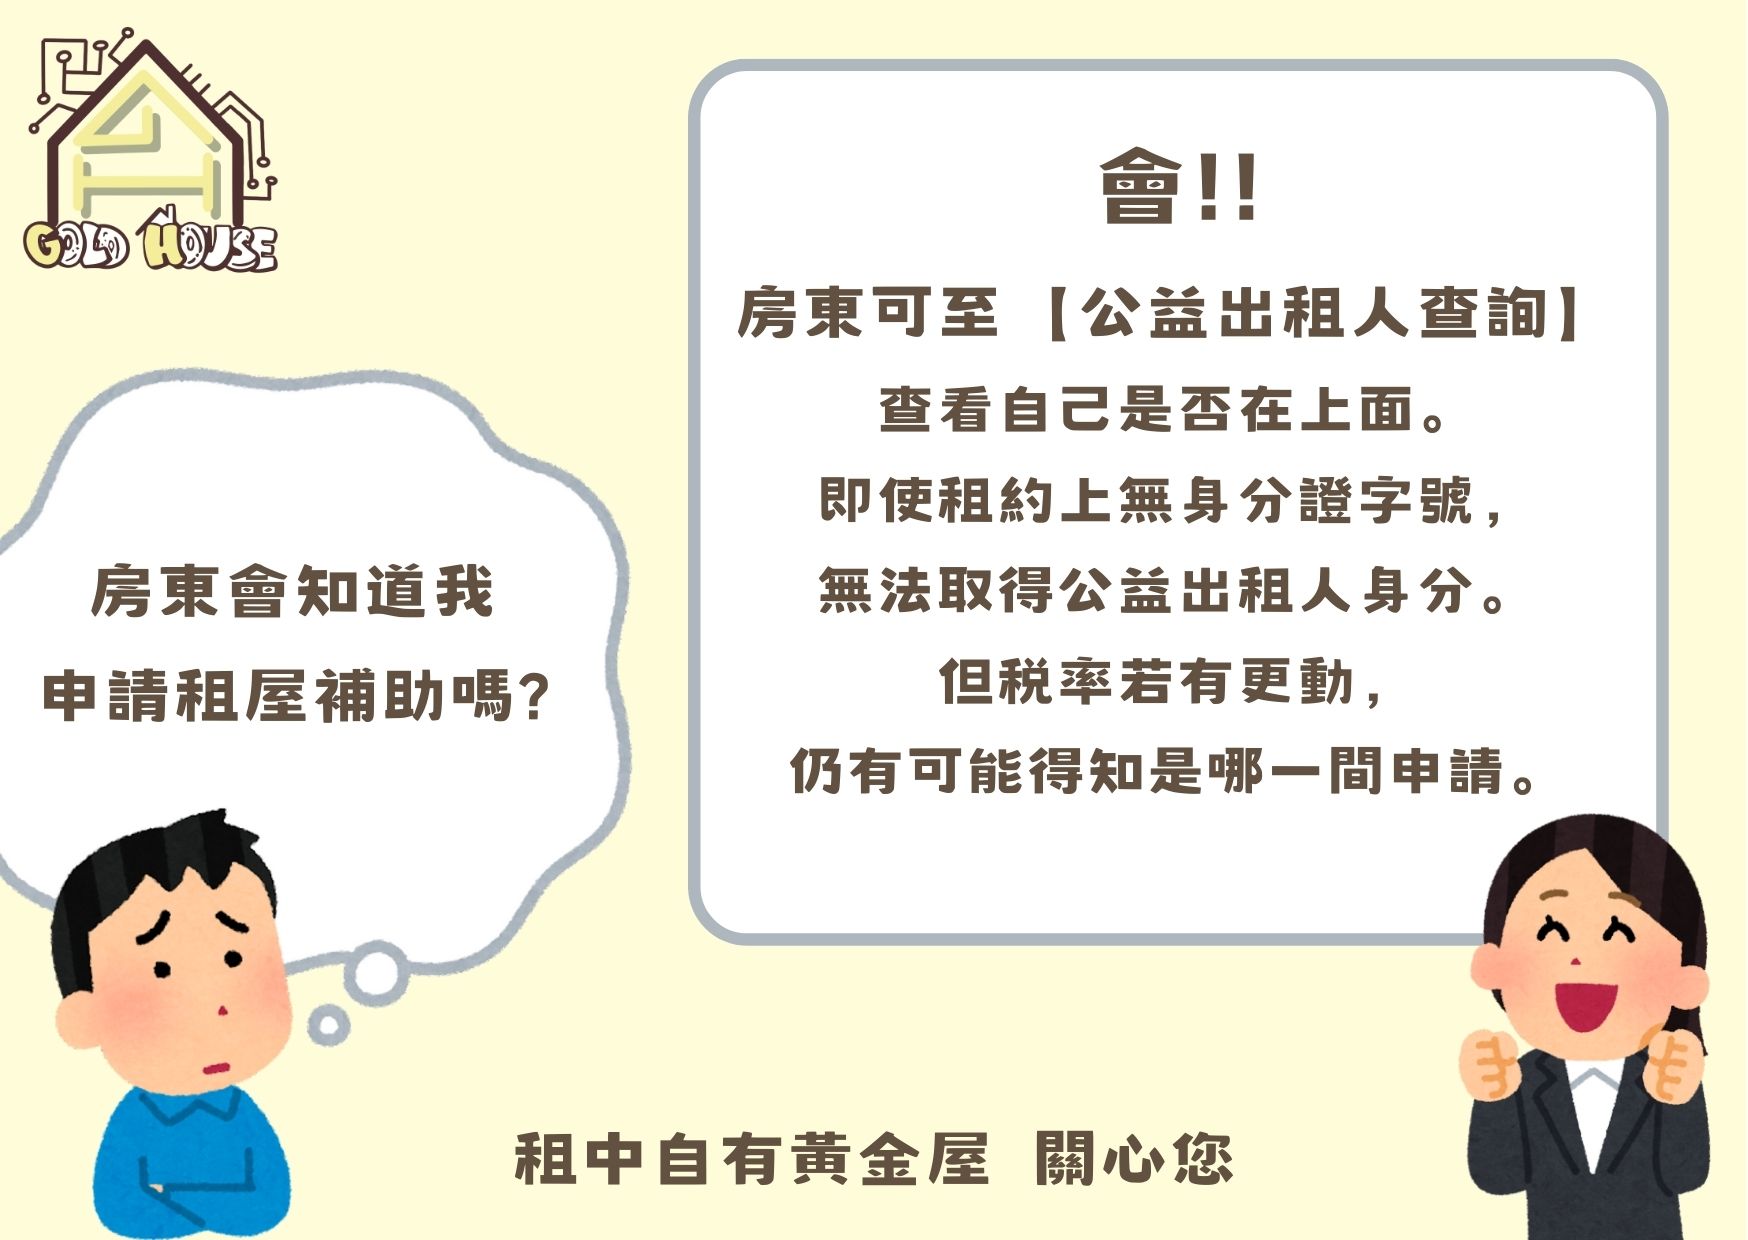 GOLD HOUSE
房東會知道我
申請租屋補助嗎?
會!!
房東可至【公益出租人查詢】
查看自己是否在上面。
即使租約上無身分證字號,
無法取得公益出租人身分。
但稅率若有更動,
仍有可能得知是哪一間申請。
租中自有黃金屋 關心您